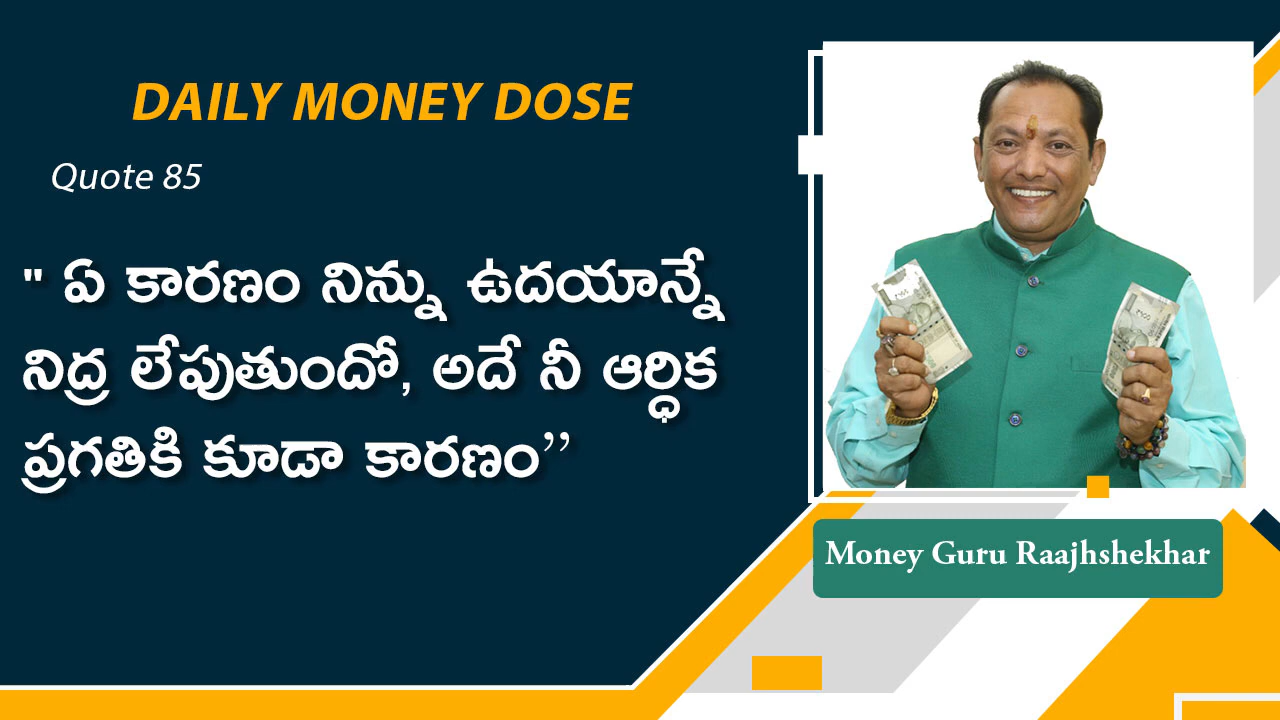 DAILY MONEY DOSE
Quote 85
" ఏ కారణం నిన్ను ఉదయాన్నే
నిద్ర లేపుతుందో, అదే నీ ఆర్ధిక
ప్రగతికి కూడా కారణం’’
Money Guru Raajhshekhar